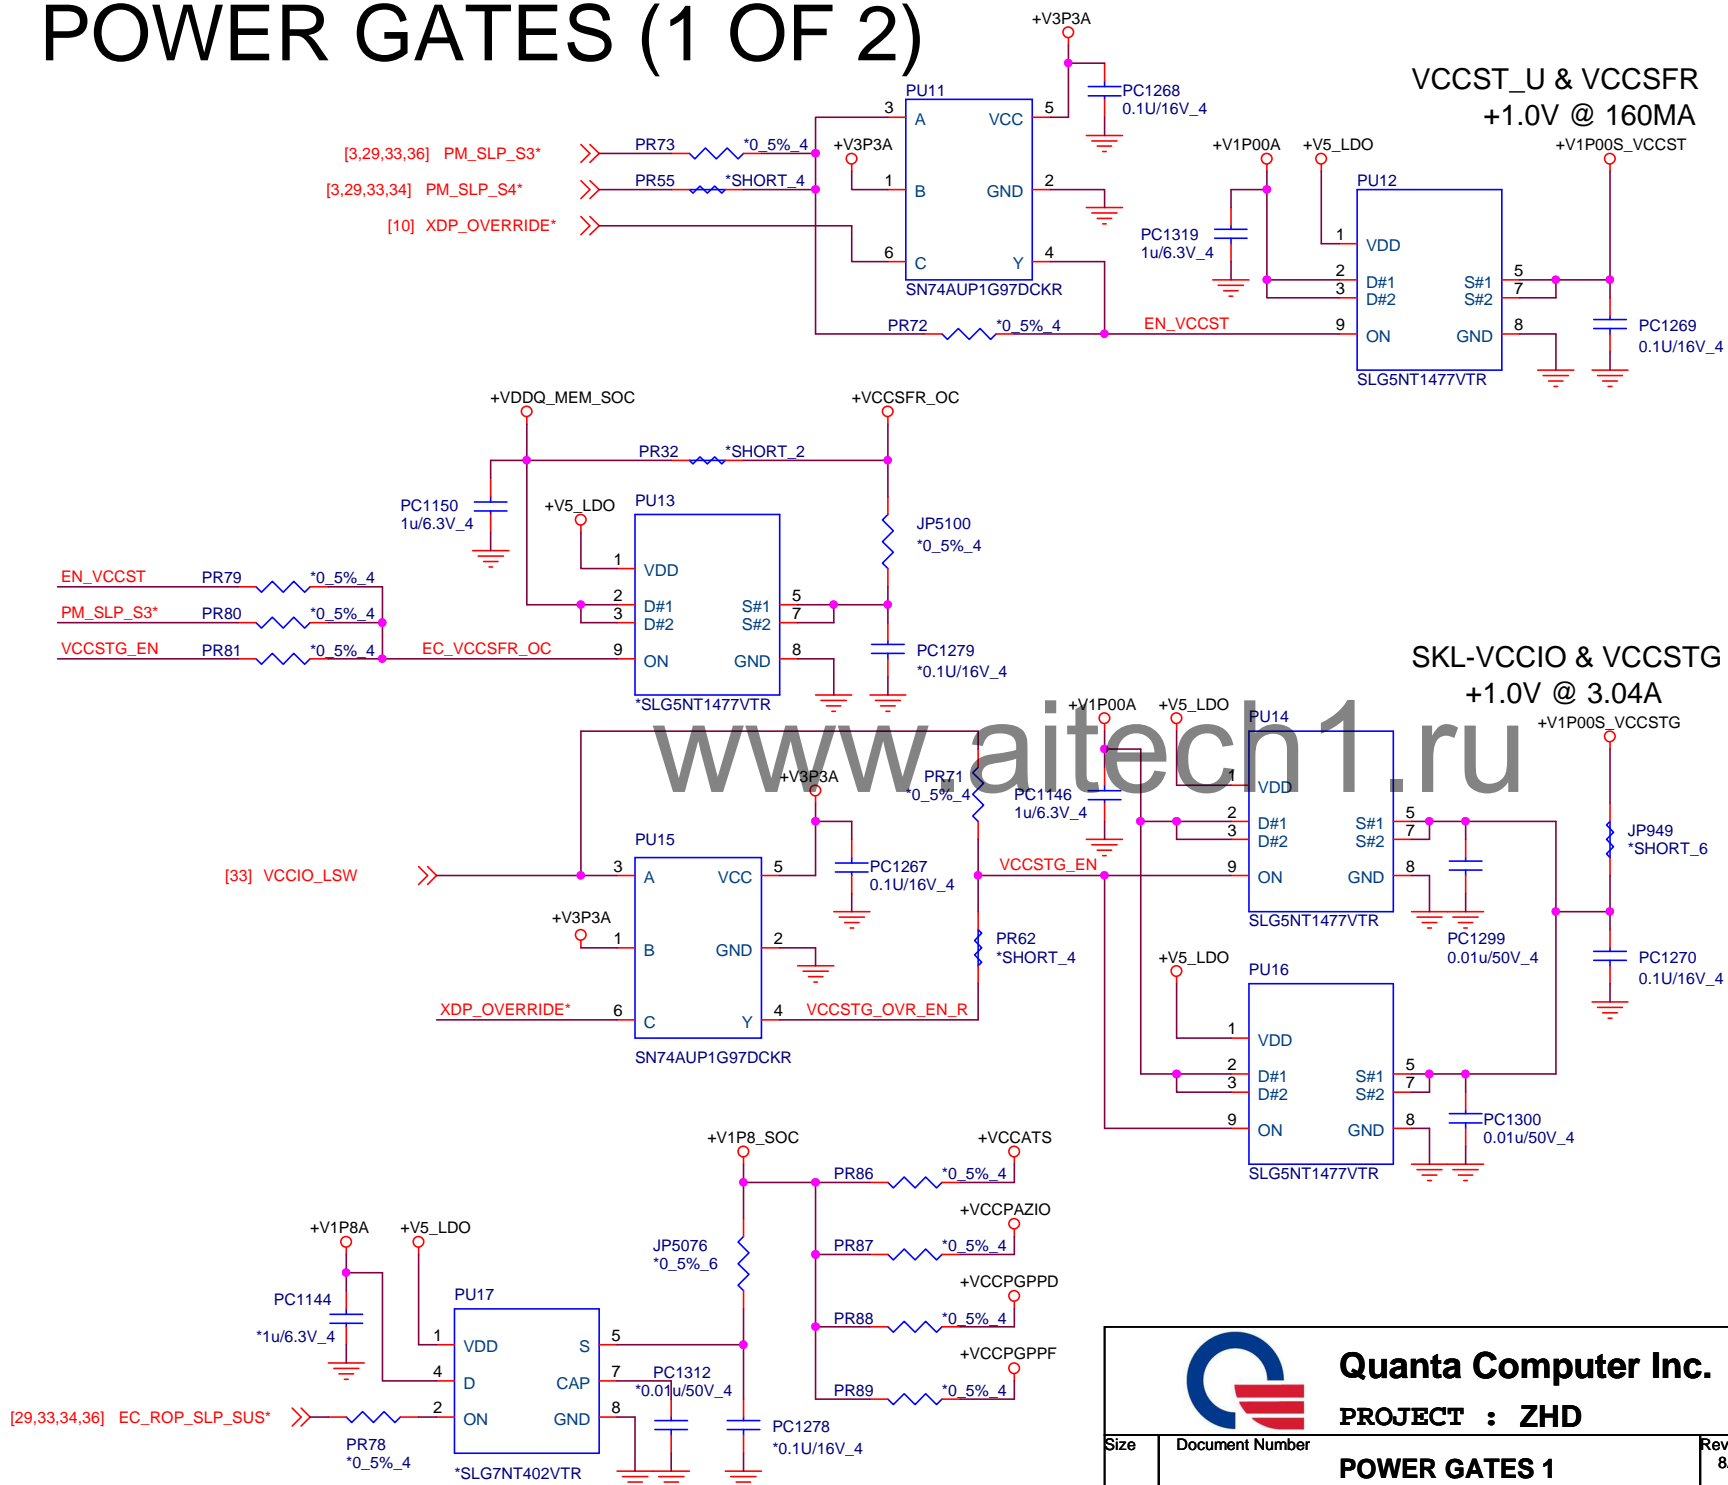 POWER GATES (1 OF 2)
+V3P3A
PU11
PC1268
0.1U/16V_4
3
A
VCC
5
[3,29,33,36] PM_SLP_S3*
PR73
*0_5%_4
+V3P3A
[3,29,33,34] PM_SLP_S4*
PR55
*SHORT_4
1
B
GND
2
[10] XDP_OVERRIDE*
6
C
Y
4
SN74AUP1G97DCKR
PR72
*0_5%_4
EN_VCCST
VCCST_U & VCCSFR
+1.0V @ 160MA
+V1P00A
+V5_LDO
+V1P00S_VCCST
PU12
PC1319
1u/6.3V_4
1
VDD
2
D#1
S#1
5
3
D#2
S#2
7
9
ON
GND
8
SLG5NT1477VTR
PC1269
0.1U/16V_4
+VDDQ_MEM_SOC
+VCCSFR_OC
PR32
*SHORT_2
PC1150
1u/6.3V_4
+V5_LDO
PU13
JP5100
*0_5%_4
1
VDD
EN_VCCST
PR79
*0_5%_4
2
D#1
S#1
5
PM_SLP_S3*
PR80
*0_5%_4
3
D#2
S#2
7
VCCSTG_EN
PR81
*0_5%_4
EC_VCCSFR_OC
9
ON
GND
8
PC1279
*0.1U/16V_4
*SLG5NT1477VTR
SKL-VCCIO & VCCSTG
+1.0V @ 3.04A
www.aitech1.ru
+V1P00A
+V5_LDO
PU14
+V1P00S_VCCSTG
+V3P3A
PR71
*0_5%_4
PC1146
1u/6.3V_4
1
VDD
2
D#1
S#1
5
3
D#2
S#2
7
JP949
*SHORT_6
PU15
[33] VCCIO_LSW
3
A
VCC
5
PC1267
0.1U/16V_4
VCCSTG_EN
9
ON
GND
8
SLG5NT1477VTR
+V3P3A
1
B
GND
2
PR62
*SHORT_4
PC1299
0.01u/50V_4
PC1270
0.1U/16V_4
+V5_LDO
PU16
XDP_OVERRIDE*
6
C
Y
4
VCCSTG_OVR_EN_R
SN74AUP1G97DCKR
1
VDD
2
D#1
S#1
5
3
D#2
S#2
7
9
ON
GND
8
PC1300
0.01u/50V_4
SLG5NT1477VTR
+V1P8_SOC
+VCCATS
PR86
*0_5%_4
+VCCPAZIO
PR87
*0_5%_4
+VCCPGPPD
PR88
*0_5%_4
+VCCPGPPF
PR89
*0_5%_4
+V1P8A
+V5_LDO
JP5076
*0_5%_6
PC1144
*1u/6.3V_4
PU17
1
VDD
S
5
4
D
CAP
7
PC1312
*0.01u/50V_4
[29,33,34,36] EC_ROP_SLP_SUS*
2
ON
GND
8
PR78
*0_5%_4
PC1278
*0.1U/16V_4
*SLG7NT402VTR
Quanta Computer Inc.
PROJECT : ZHD
Size
Document Number
Rev
POWER GATES 1